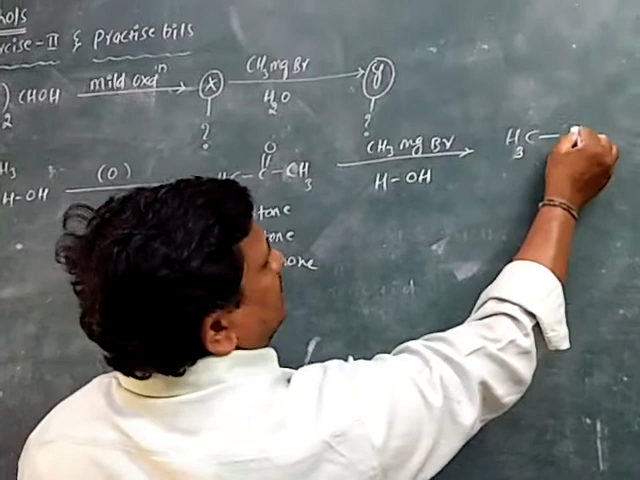 hols
rcise-II & Practise bits
)2 CHOH mild oxdⁿ X CH3 mg Br H2O y
? ?
H3 (O) O CH3 mg Br H3C—
H-OH C — C — CH3 H-OH
tone
tone
one